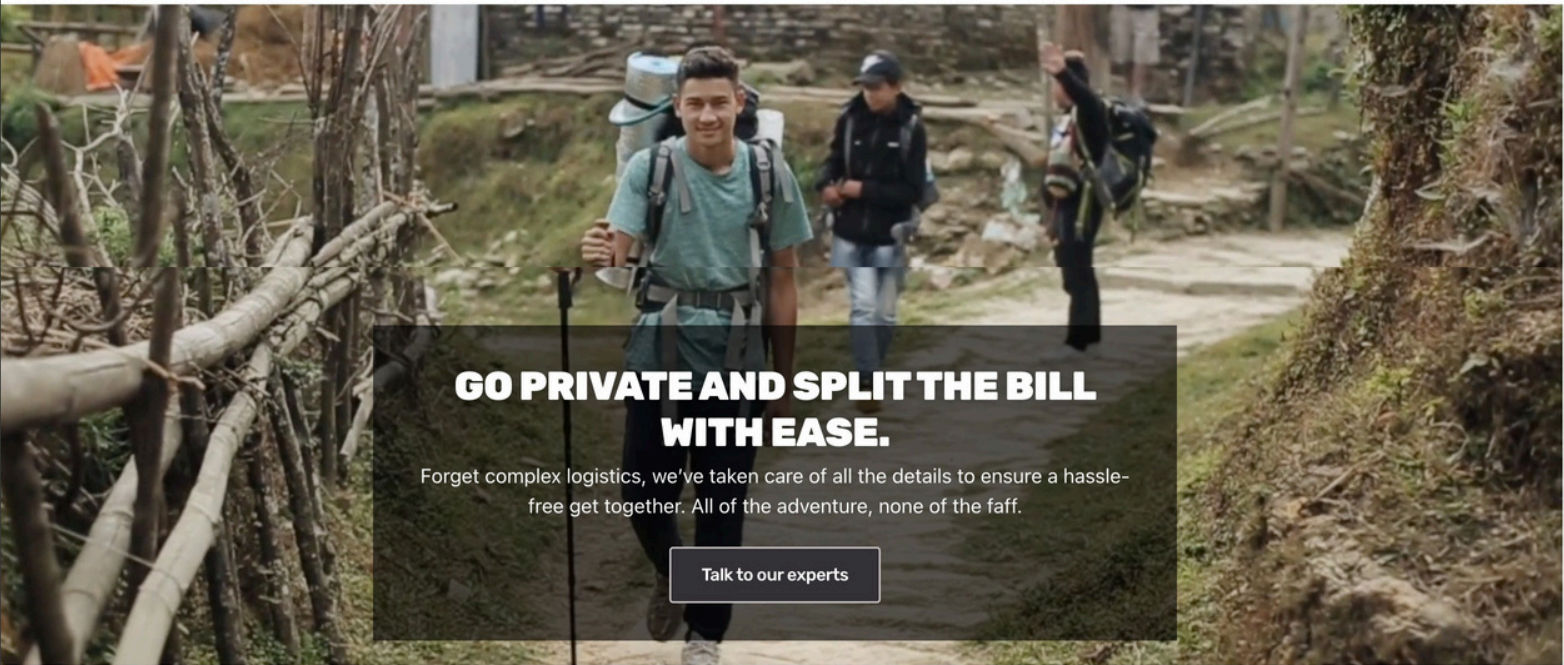 GO PRIVATE AND SPLIT THE BILL
WITH EASE.
Forget complex logistics, we've taken care of all the details to ensure a hassle-
free get together. All of the adventure, none of the faff.
Talk to our experts